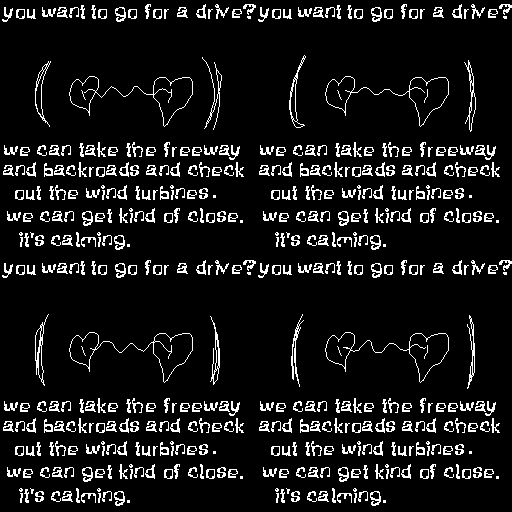 you want to go for a drive? you want to go for a drive?
we can take the freeway we can take the freeway
and backroads and check and backroads and check
out the wind turbines. out the wind turbines.
we can get kind of close. we can get kind of close.
it's calming. it's calming.
you want to go for a drive? you want to go for a drive?
we can take the freeway we can take the freeway
and backroads and check and backroads and check
out the wind turbines. out the wind turbines.
we can get kind of close. we can get kind of close.
it's calming. it's calming.